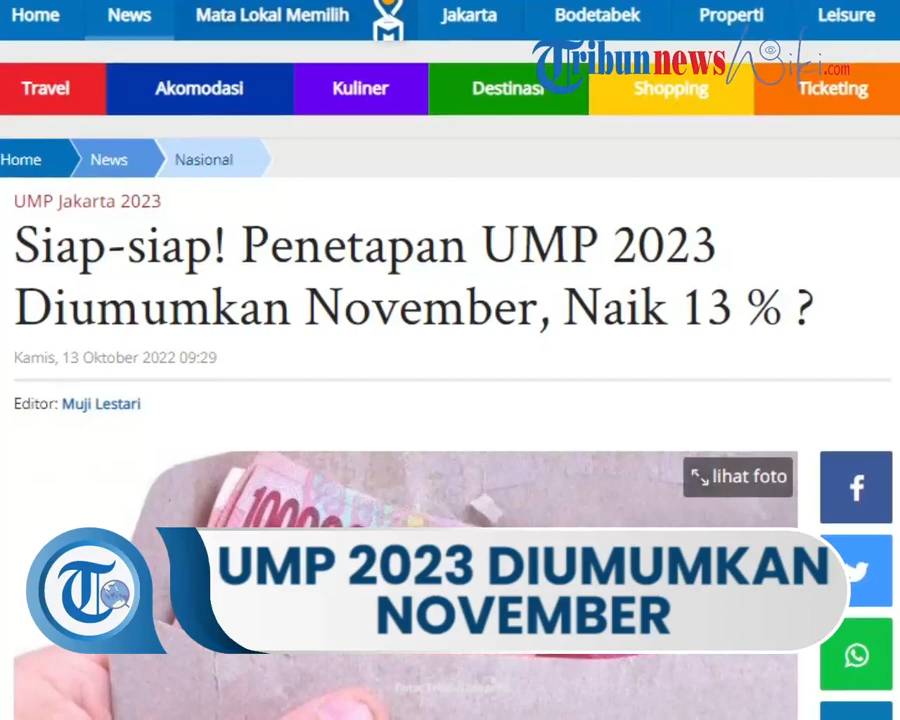 Home News Mata Lokal Memilih Jakarta Bodetabek Properti Leisure
Tribunnews Wiki.com
Travel Akomodasi Kuliner Destinasi Shopping Ticketing
Home News Nasional
UMP Jakarta 2023
Siap-siap! Penetapan UMP 2023
Diumumkan November, Naik 13 % ?
Kamis, 13 Oktober 2022 09:29
Editor: Muji Lestari
lihat foto
UMP 2023 DIUMUMKAN
NOVEMBER